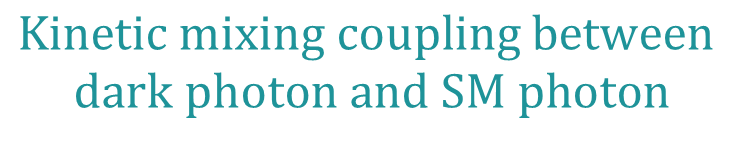 Kinetic mixing coupling between
dark photon and SM photon